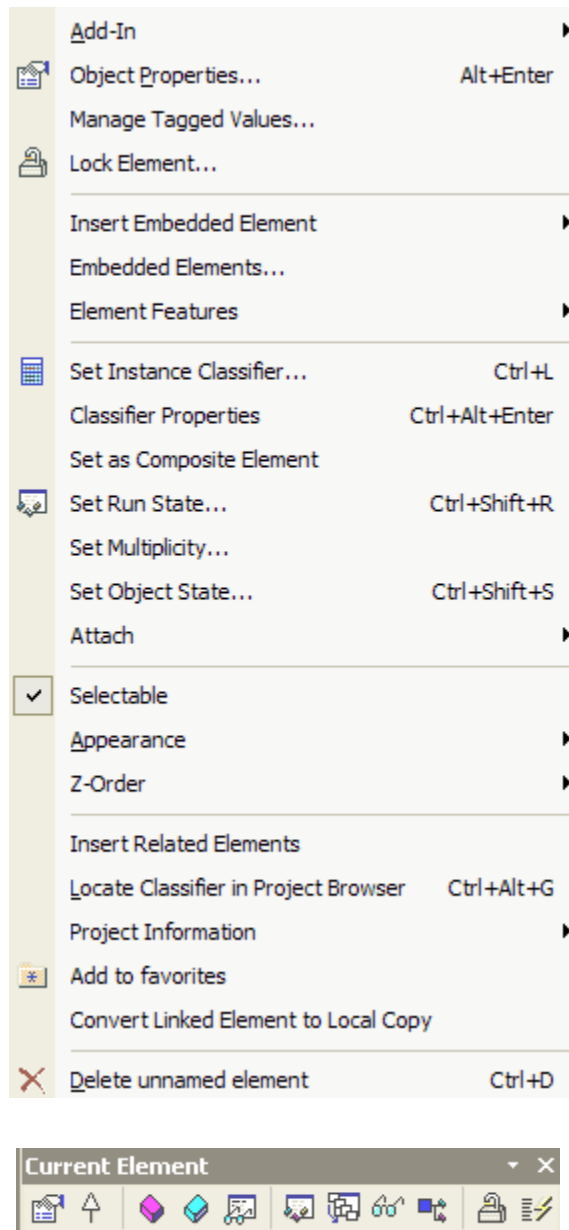 Add-In
Object Properties... Alt+Enter
Manage Tagged Values...
Lock Element...
Insert Embedded Element
Embedded Elements...
Element Features
Set Instance Classifier... Ctrl+L
Classifier Properties Ctrl+Alt+Enter
Set as Composite Element
Set Run State... Ctrl+Shift+R
Set Multiplicity...
Set Object State... Ctrl+Shift+S
Attach
Selectable
Appearance
Z-Order
Insert Related Elements
Locate Classifier in Project Browser Ctrl+Alt+G
Project Information
Add to favorites
Convert Linked Element to Local Copy
Delete unnamed element Ctrl+D
Current Element